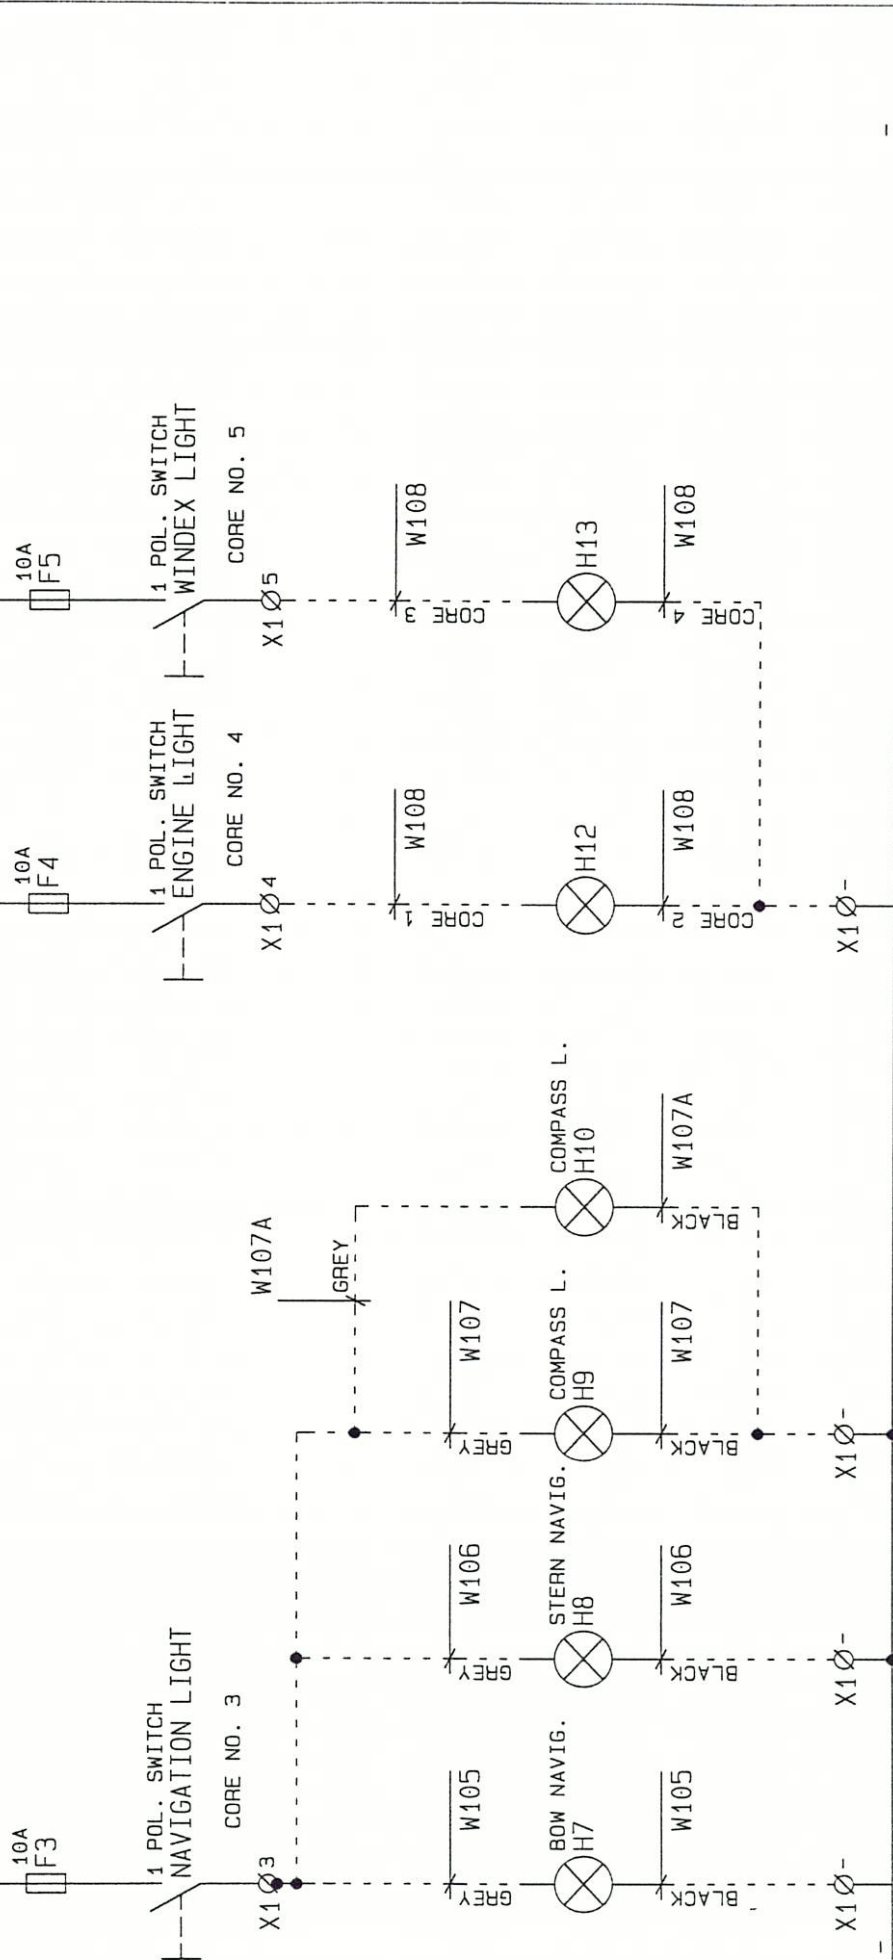 10A
F3
1 POL. SWITCH
NAVIGATION LIGHT
CORE NO. 3
X1 3
GREY
W105
BOW NAVIG.
H7
BLACK
W105
X1 -
GREY
W106
STERN NAVIG.
H8
BLACK
W106
X1 -
GREY
W107
COMPASS L.
H9
BLACK
W107
X1 -
W107A
GREY
COMPASS L.
H10
BLACK
W107A
10A
F4
1 POL. SWITCH
ENGINE LIGHT
CORE NO. 4
X1 4
CORE 1
W108
H12
CORE 2
W108
X1 -
10A
F5
1 POL. SWITCH
WINDEX LIGHT
CORE NO. 5
X1 5
CORE 3
W108
H13
CORE 4
W108